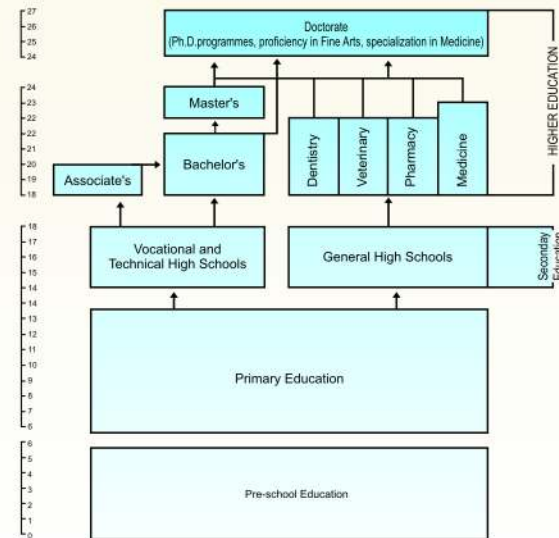 27
26
25
24
Doctorate
(Ph.D.programmes, proficiency in Fine Arts, specialization in Medicine)
HIGHER EDUCATION
24
23
22
21
20
19
18
Master's
Bachelor's
Associate's
Dentistry
Veterinary
Pharmacy
Medicine
18
17
16
15
14
13
12
11
10
9
8
7
6
Vocational and
Technical High Schools
General High Schools
Seconday
Education
Primary Education
6
5
4
3
2
1
0
Pre-school Education